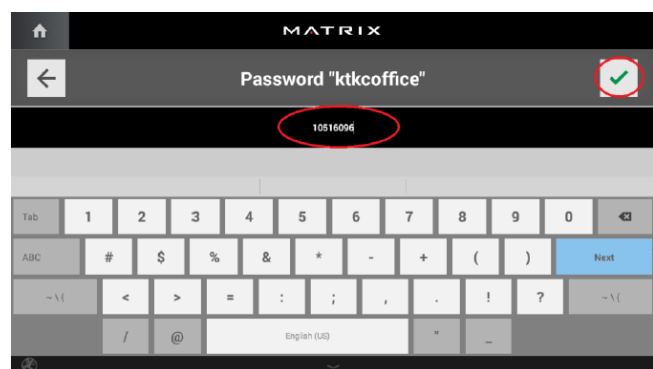 MATRIX
Password "ktkcoffice"
10516096
Tab 1 2 3 4 5 6 7 8 9 0
ABC # $ % & * - + ( ) Next
~ \ { < > = : ; , . ! ? ~ \ {
/ @ English (US) " _